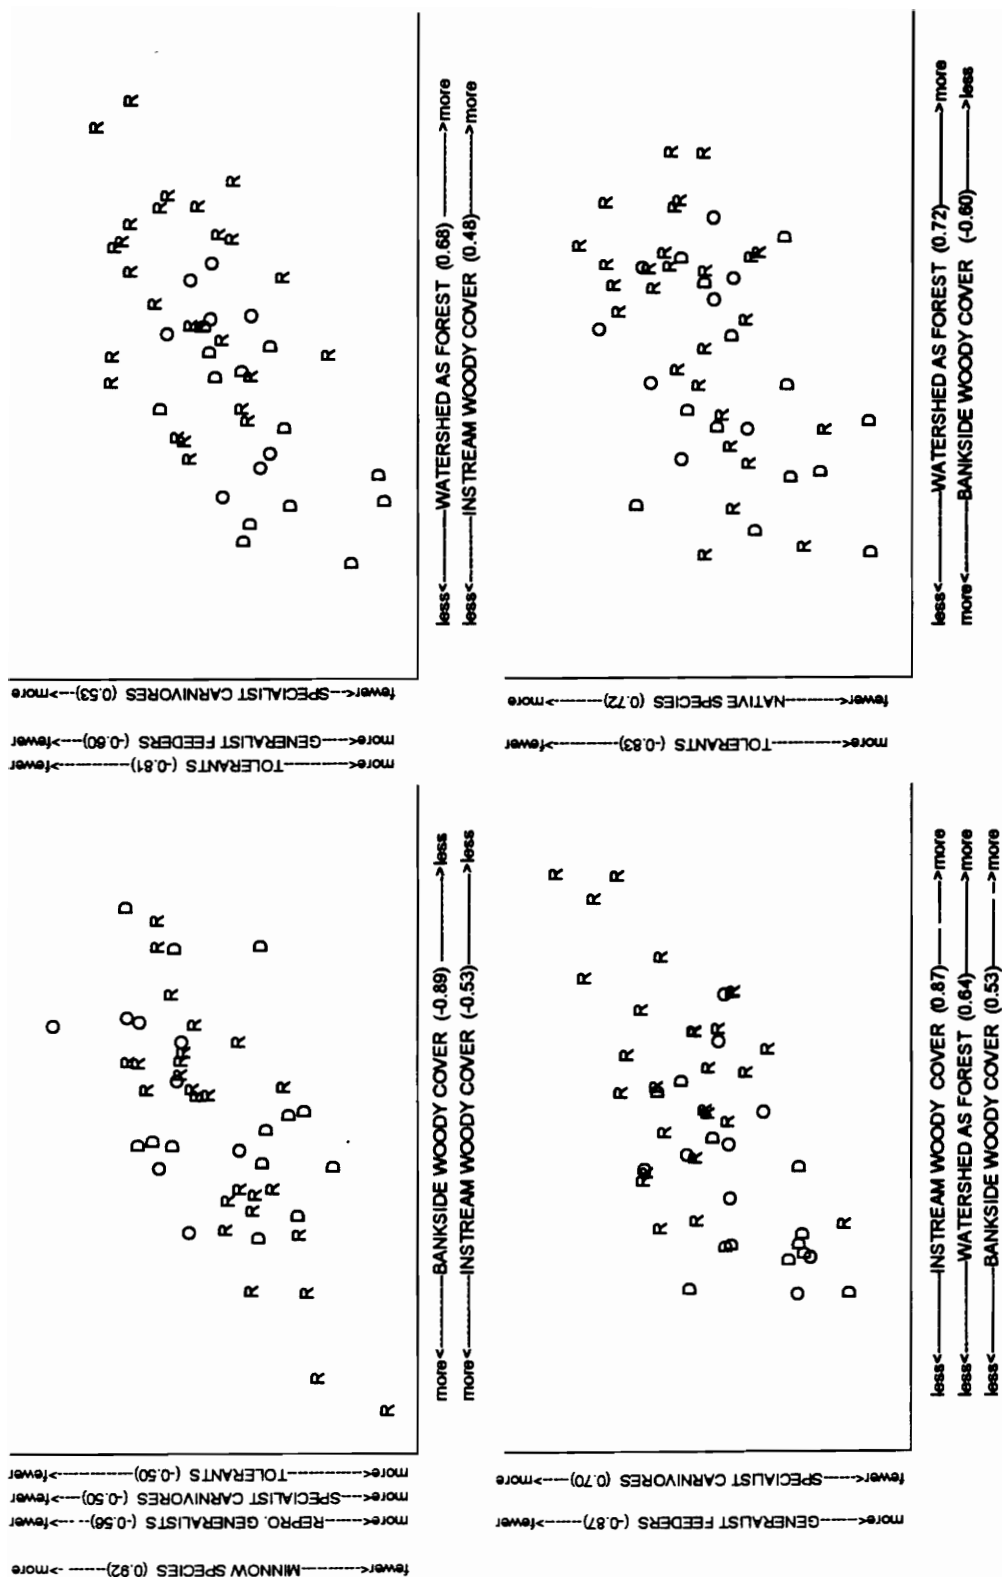 fewer<-----------MINNOW SPECIES (0.92)------ ->more
more<------REPRO. GENERALISTS (-0.56)-- --->fewer
more<-----SPECIALIST CARNIVORES (-0.50)---->fewer
more<-----------TOLERANTS (-0.50)------------->fewer
more<--------BANKSIDE WOODY COVER (-0.89)-------->less
more<--------INSTREAM WOODY COVER (-0.53)-------->less
more<-----------TOLERANTS (-0.81)------------->fewer
more<-----GENERALIST FEEDERS (-0.60)---->fewer
fewer<---SPECIALIST CARNIVORES (0.53)--->more
less<--------WATERSHED AS FOREST (0.68)-------->more
less<--------INSTREAM WOODY COVER (0.48)-------->more
more<------GENERALIST FEEDERS (-0.87)------>fewer
fewer<-----SPECIALIST CARNIVORES (0.70)----->more
less<--------INSTREAM WOODY COVER (0.87)-------->more
less<--------WATERSHED AS FOREST (0.64)-------->more
less<--------BANKSIDE WOODY COVER (0.53)-------->more
more<---------TOLERANTS (-0.83)--------->fewer
fewer<---------NATIVE SPECIES (0.72)-------->more
less<--------WATERSHED AS FOREST (0.72)-------->more
more<--------BANKSIDE WOODY COVER (-0.60)-------->less